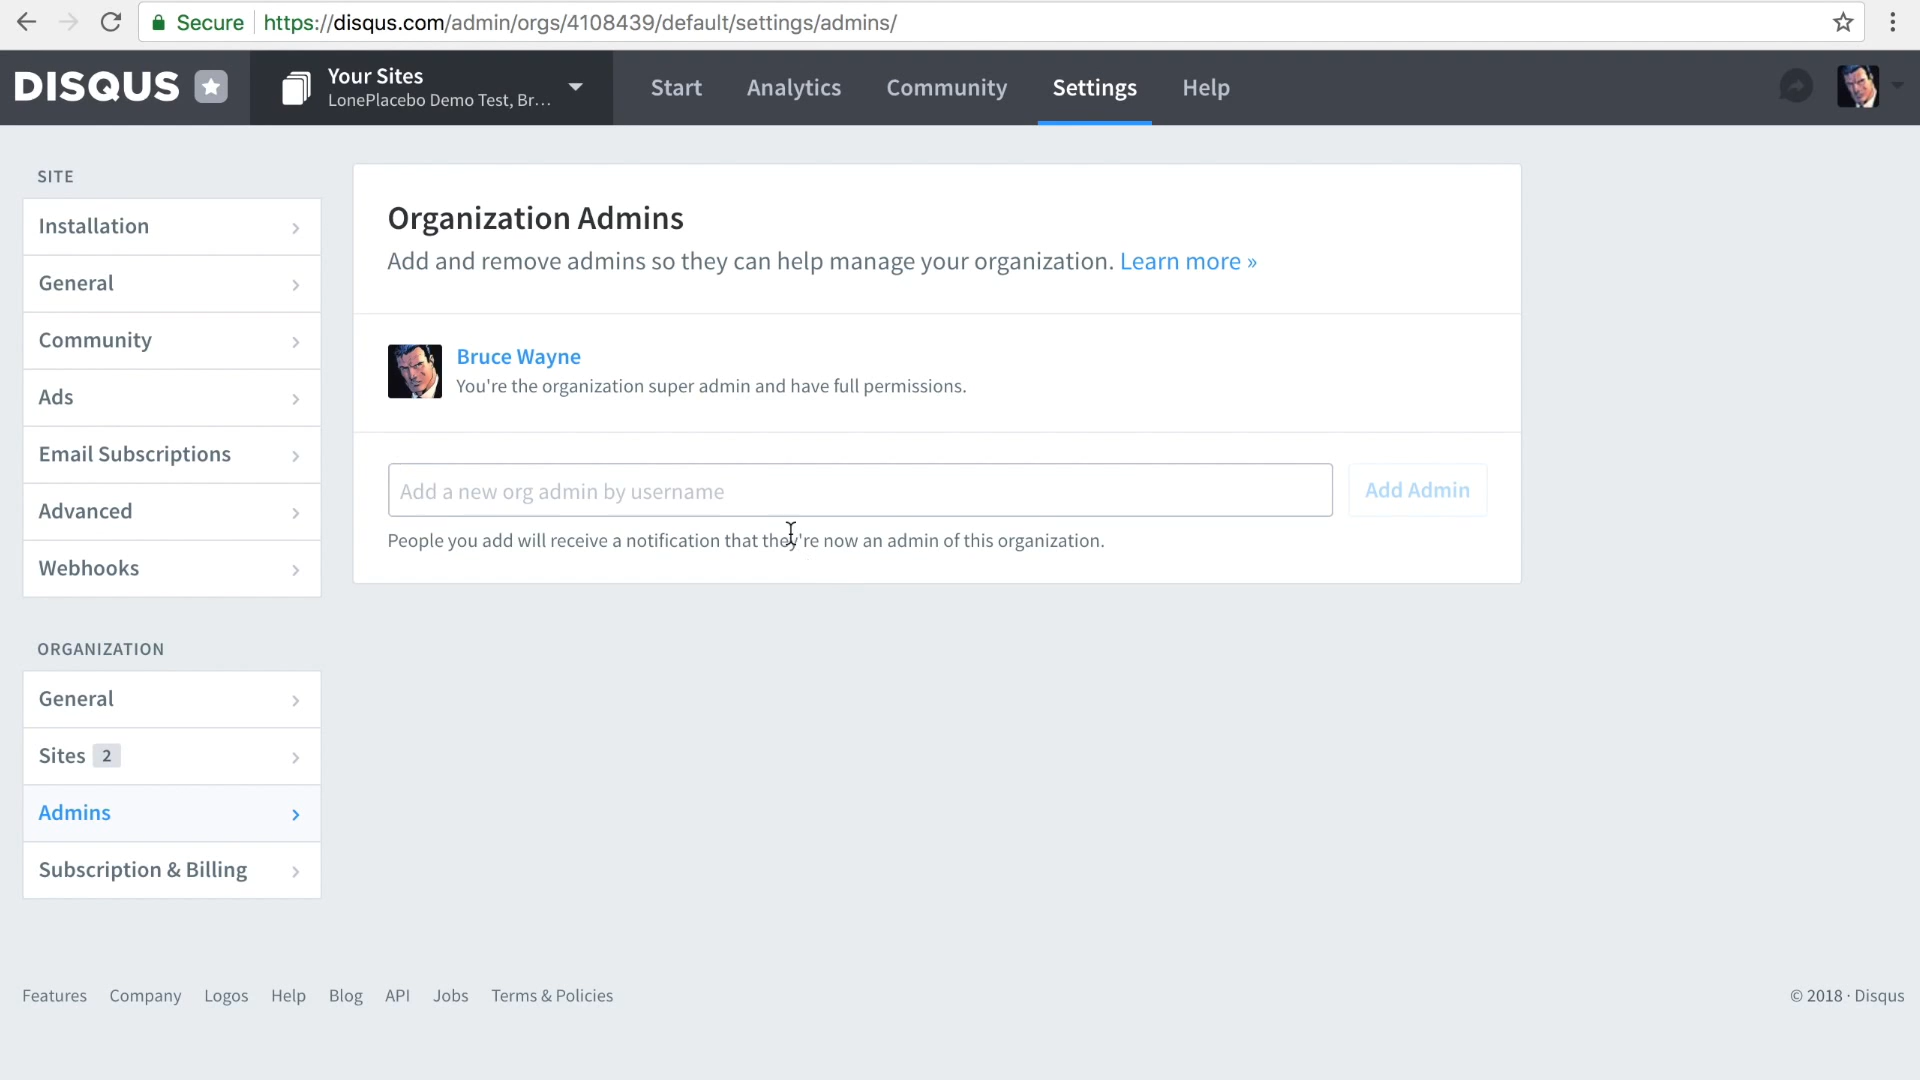 Secure https://disqus.com/admin/orgs/4108439/default/settings/admins/
DISQUS
Your Sites
LonePlacebo Demo Test, Br...
Start
Analytics
Community
Settings
Help
SITE
Installation
General
Community
Ads
Email Subscriptions
Advanced
Webhooks
ORGANIZATION
General
Sites 2
Admins
Subscription & Billing
Organization Admins
Add and remove admins so they can help manage your organization. Learn more »
Bruce Wayne
You're the organization super admin and have full permissions.
Add a new org admin by username
Add Admin
People you add will receive a notification that they're now an admin of this organization.
Features Company Logos Help Blog API Jobs Terms & Policies
© 2018 · Disqus